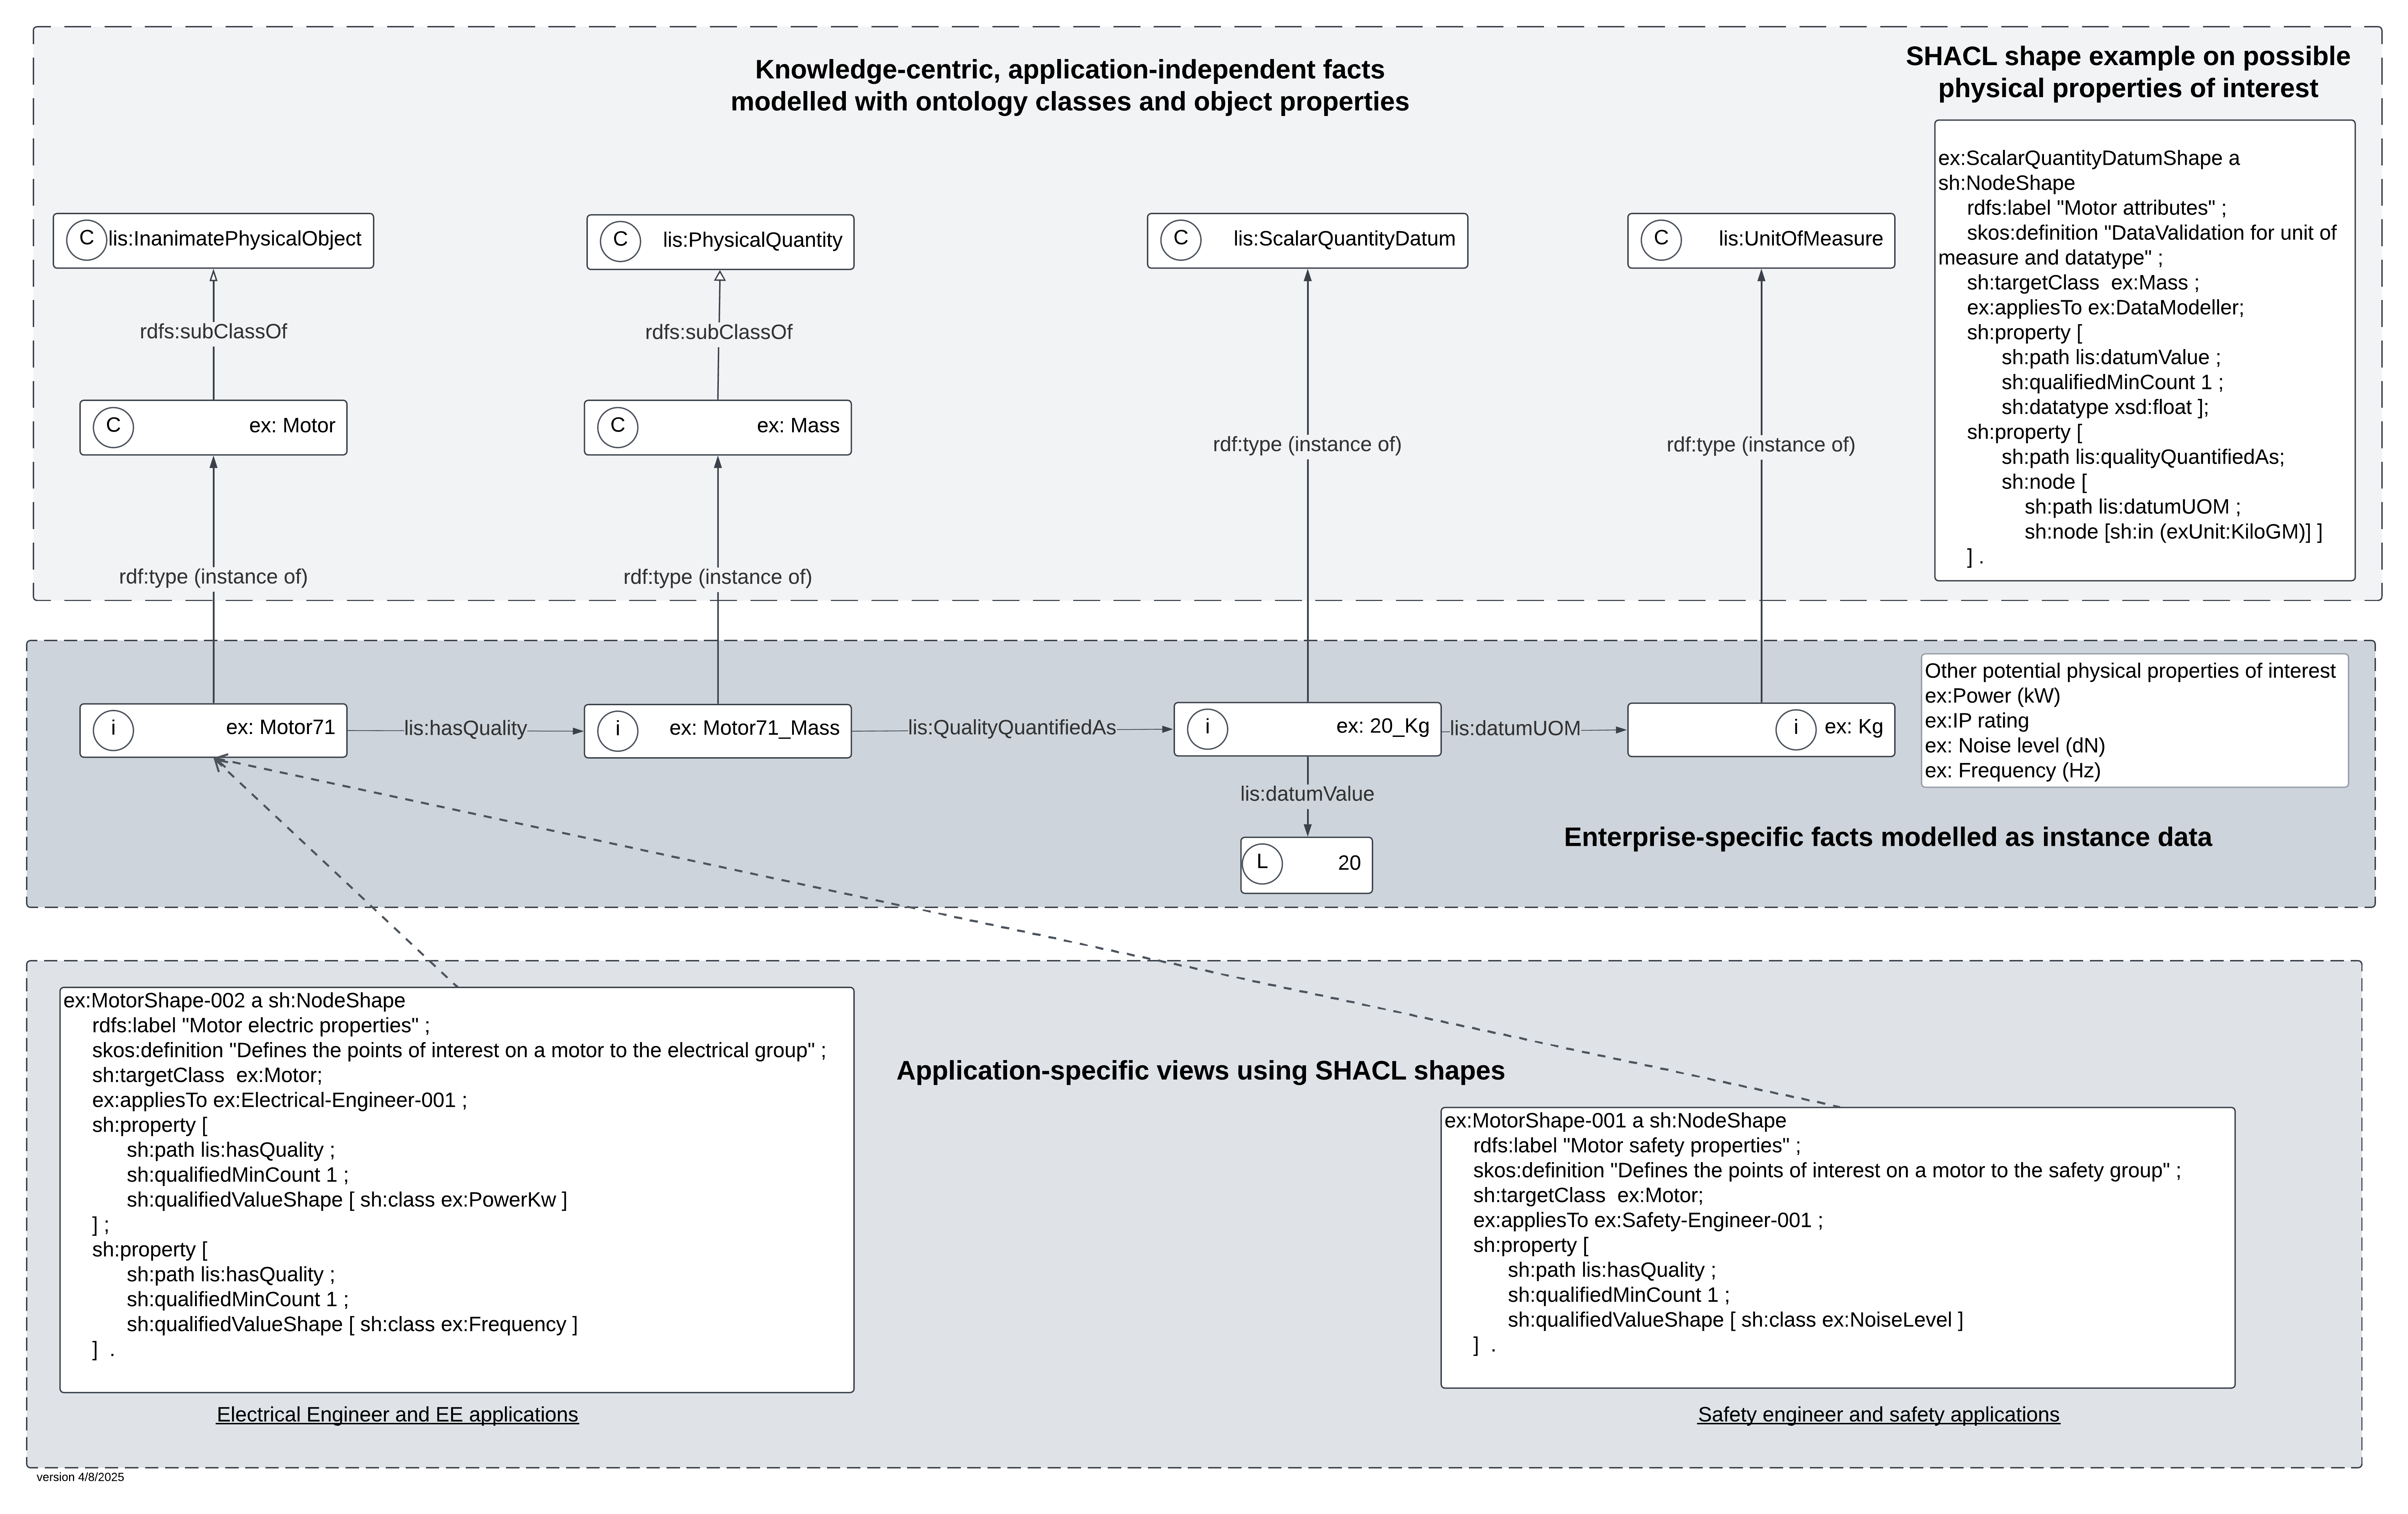 Knowledge-centric, application-independent facts
modelled with ontology classes and object properties
SHACL shape example on possible
physical properties of interest
ex:ScalarQuantityDatumShape a
sh:NodeShape
rdfs:label "Motor attributes" ;
skos:definition "DataValidation for unit of
measure and datatype" ;
sh:targetClass  ex:Mass ;
ex:appliesTo ex:DataModeller;
sh:property [
sh:path lis:datumValue ;
sh:qualifiedMinCount 1 ;
sh:datatype xsd:float ];
sh:property [
sh:path lis:qualityQuantifiedAs;
sh:node [
sh:path lis:datumUOM ;
sh:node [sh:in (exUnit:KiloGM)] ]
] .
C lis:InanimatePhysicalObject
C lis:PhysicalQuantity
C lis:ScalarQuantityDatum
C lis:UnitOfMeasure
rdfs:subClassOf
rdfs:subClassOf
C ex: Motor
C ex: Mass
rdf:type (instance of)
rdf:type (instance of)
rdf:type (instance of)
rdf:type (instance of)
i ex: Motor71
lis:hasQuality
i ex: Motor71_Mass
lis:QualityQuantifiedAs
i ex: 20_Kg
lis:datumUOM
i ex: Kg
Other potential physical properties of interest
ex:Power (kW)
ex:IP rating
ex: Noise level (dN)
ex: Frequency (Hz)
lis:datumValue
L 20
Enterprise-specific facts modelled as instance data
ex:MotorShape-002 a sh:NodeShape
rdfs:label "Motor electric properties" ;
skos:definition "Defines the points of interest on a motor to the electrical group" ;
sh:targetClass  ex:Motor;
ex:appliesTo ex:Electrical-Engineer-001 ;
sh:property [
sh:path lis:hasQuality ;
sh:qualifiedMinCount 1 ;
sh:qualifiedValueShape [ sh:class ex:PowerKw ]
] ;
sh:property [
sh:path lis:hasQuality ;
sh:qualifiedMinCount 1 ;
sh:qualifiedValueShape [ sh:class ex:Frequency ]
]  .
Electrical Engineer and EE applications
Application-specific views using SHACL shapes
ex:MotorShape-001 a sh:NodeShape
rdfs:label "Motor safety properties" ;
skos:definition "Defines the points of interest on a motor to the safety group" ;
sh:targetClass  ex:Motor;
ex:appliesTo ex:Safety-Engineer-001 ;
sh:property [
sh:path lis:hasQuality ;
sh:qualifiedMinCount 1 ;
sh:qualifiedValueShape [ sh:class ex:NoiseLevel ]
]  .
Safety engineer and safety applications
version 4/8/2025